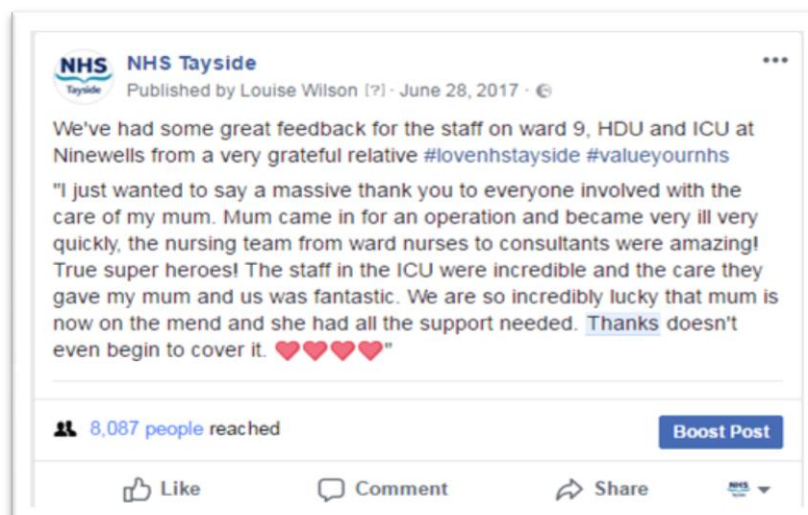 NHS
Tayside
NHS Tayside
Published by Louise Wilson [?] · June 28, 2017 ·
We've had some great feedback for the staff on ward 9, HDU and ICU at
Ninewells from a very grateful relative #lovenhstayside #valueyournhs
"I just wanted to say a massive thank you to everyone involved with the
care of my mum. Mum came in for an operation and became very ill very
quickly, the nursing team from ward nurses to consultants were amazing!
True super heroes! The staff in the ICU were incredible and the care they
gave my mum and us was fantastic. We are so incredibly lucky that mum is
now on the mend and she had all the support needed. Thanks doesn't
even begin to cover it. ❤❤❤❤"
8,087 people reached
Boost Post
Like Comment Share NHS